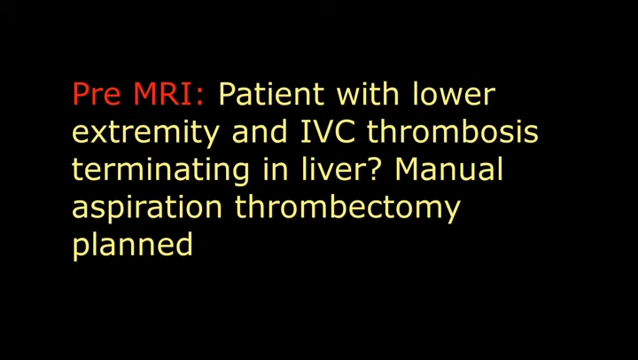 Pre MRI: Patient with lower
extremity and IVC thrombosis
terminating in liver? Manual
aspiration thrombectomy
planned